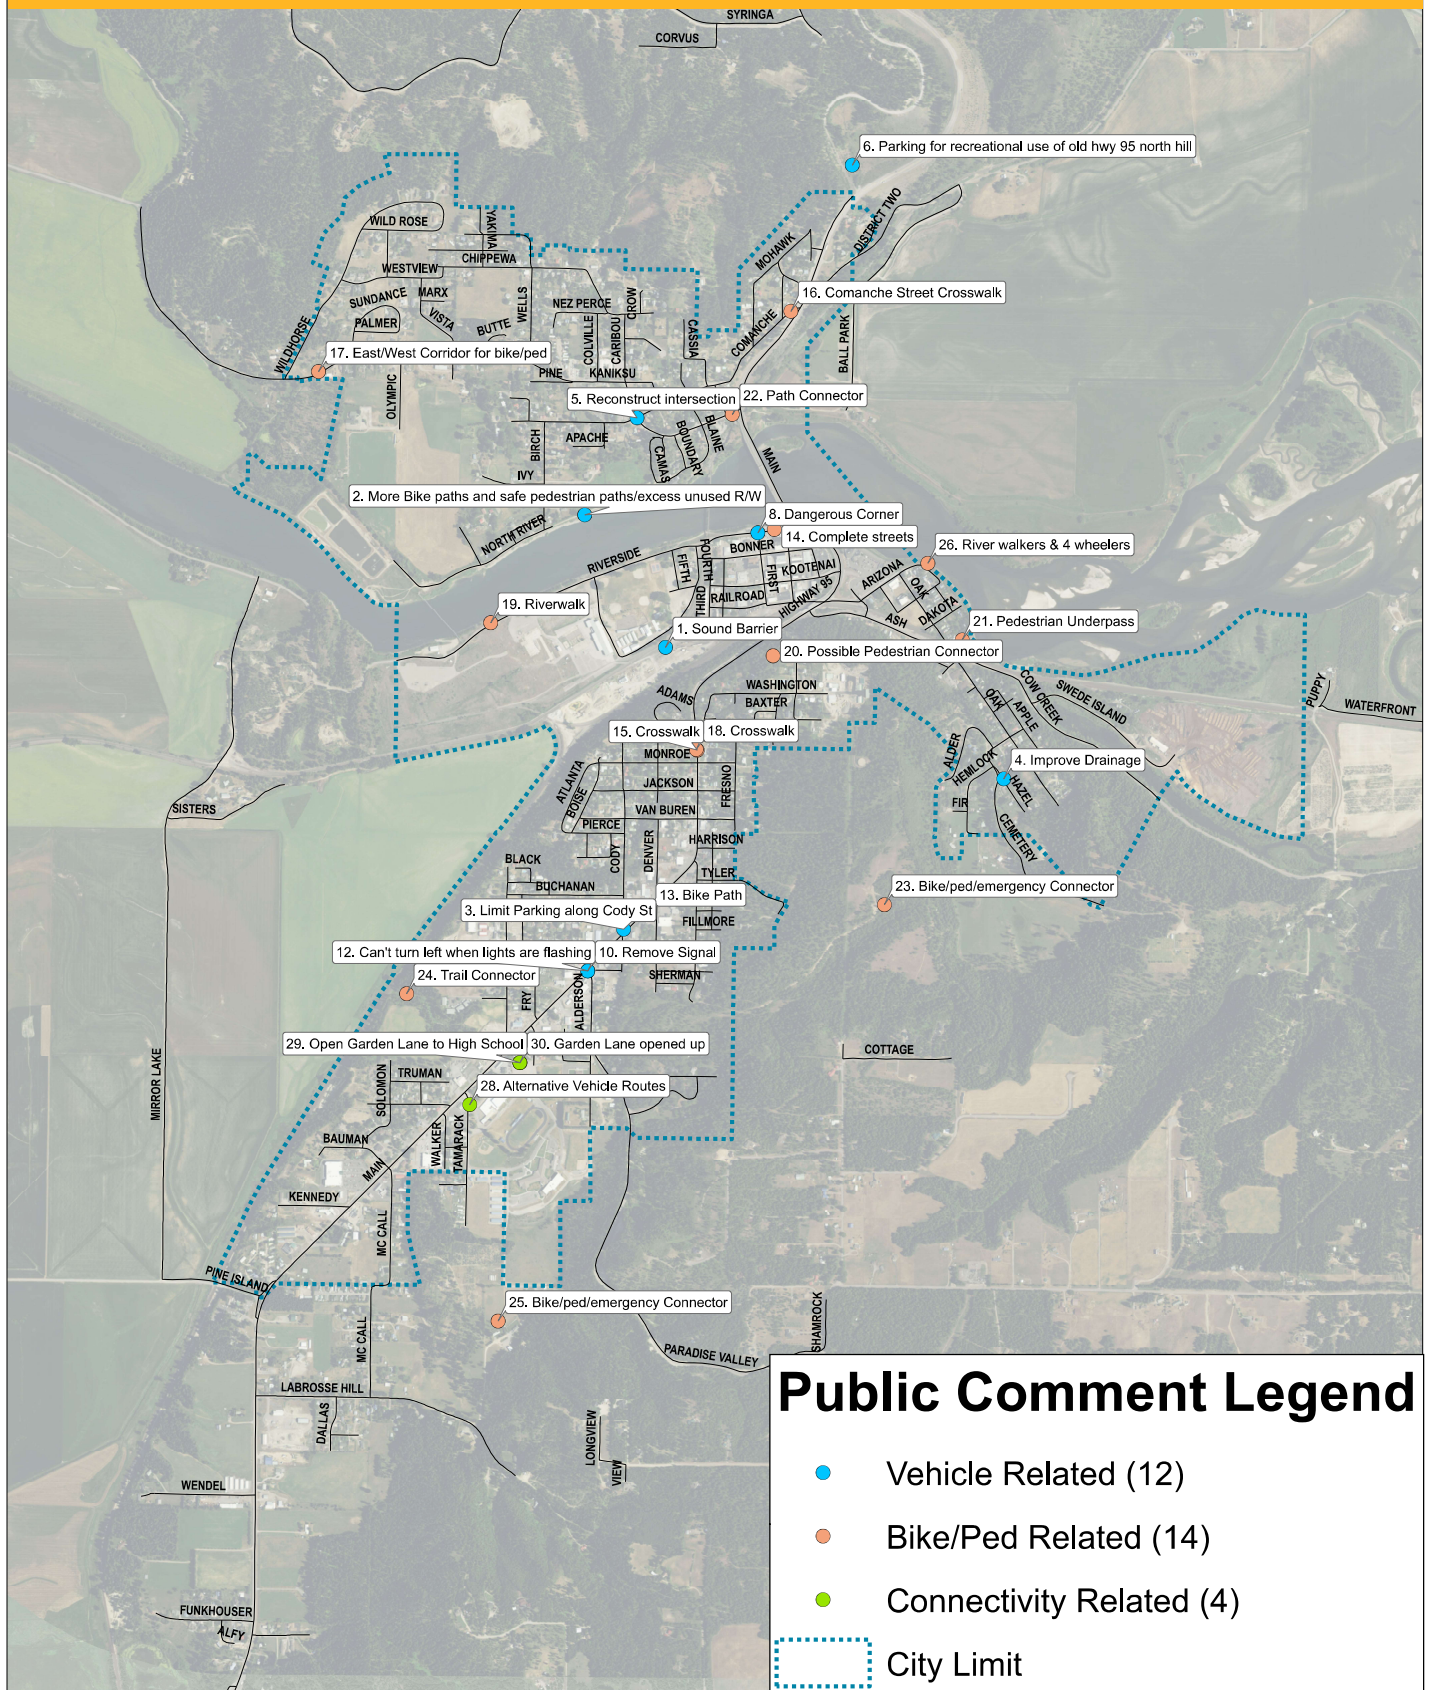 SYRINGA
CORVUS
6. Parking for recreational use of old hwy 95 north hill
DISTRICT TWO
WILD ROSE
YAKIMA
MOHAWK
CHIPPEWA
WESTVIEW
SUNDANCE
MARX
WELLS
NEZ PERCE
CROW
16. Comanche Street Crosswalk
PALMER
VISTA
BUTTE
COLVILLE
CARIBOU
CASSIA
COMANCHE
BALL PARK
WILDHORSE
17. East/West Corridor for bike/ped
PINE
KANIKSU
OLYMPIC
5. Reconstruct intersection
22. Path Connector
BIRCH
APACHE
CAMAS
BOUNDARY
BLAINE
MAIN
IVY
2. More Bike paths and safe pedestrian paths/excess unused R/W
NORTH RIVER
8. Dangerous Corner
14. Complete streets
RIVERSIDE
FIFTH
FOURTH
BONNER
26. River walkers & 4 wheelers
THIRD
FIRST
KOOTENAI
ARIZONA
OAK
RAILROAD
HIGHWAY 95
DAKOTA
ASH
19. Riverwalk
1. Sound Barrier
21. Pedestrian Underpass
20. Possible Pedestrian Connector
ADAMS
WASHINGTON
BAXTER
OAK
APPLE
COW CREEK
SWEDE ISLAND
PUPPY
WATERFRONT
15. Crosswalk
18. Crosswalk
MONROE
ALDER
HEMLOCK
4. Improve Drainage
HAZEL
ATLANTA
BOISE
JACKSON
FRESNO
SISTERS
VAN BUREN
FIR
CEMETERY
PIERCE
CODY
DENVER
HARRISON
BLACK
TYLER
BUCHANAN
23. Bike/ped/emergency Connector
13. Bike Path
3. Limit Parking along Cody St
FILLMORE
12. Can't turn left when lights are flashing
10. Remove Signal
24. Trail Connector
SHERMAN
FRY
ALDERSON
29. Open Garden Lane to High School
30. Garden Lane opened up
COTTAGE
SOLOMON
TRUMAN
28. Alternative Vehicle Routes
MIRROR LAKE
BAUMAN
WALKER
TAMARACK
MAIN
KENNEDY
MC CALL
PINE ISLAND
25. Bike/ped/emergency Connector
MC CALL
SHAMROCK
PARADISE VALLEY
LABROSSE HILL
DALLAS
LONGVIEW
VIEW
WENDEL
FUNKHOUSER
ALFY
Public Comment Legend
Vehicle Related (12)
Bike/Ped Related (14)
Connectivity Related (4)
City Limit